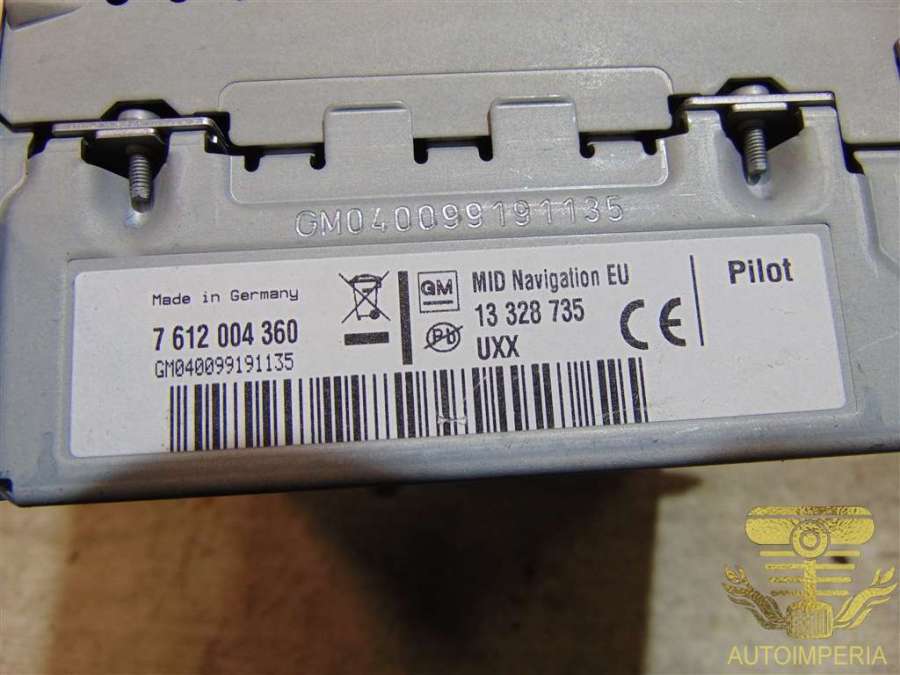 GM040099191135
Made in Germany
7 612 004 360
GM040099191135
GM
MID Navigation EU
13 328 735
Pb
UXX
CE
Pilot
AUTOIMPERIA